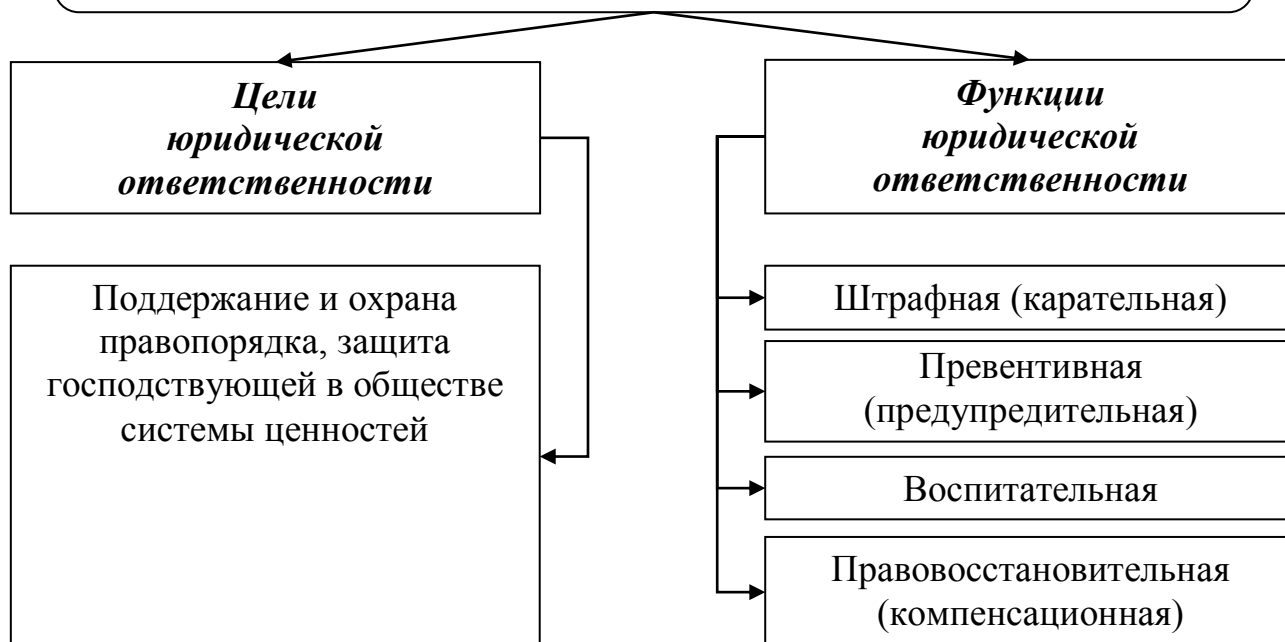 Цели
юридической
ответственности
Поддержание и охрана
правопорядка, защита
господствующей в обществе
системы ценностей
Функции
юридической
ответственности
Штрафная (карательная)
Превентивная
(предупредительная)
Воспитательная
Правовосстановительная
(компенсационная)